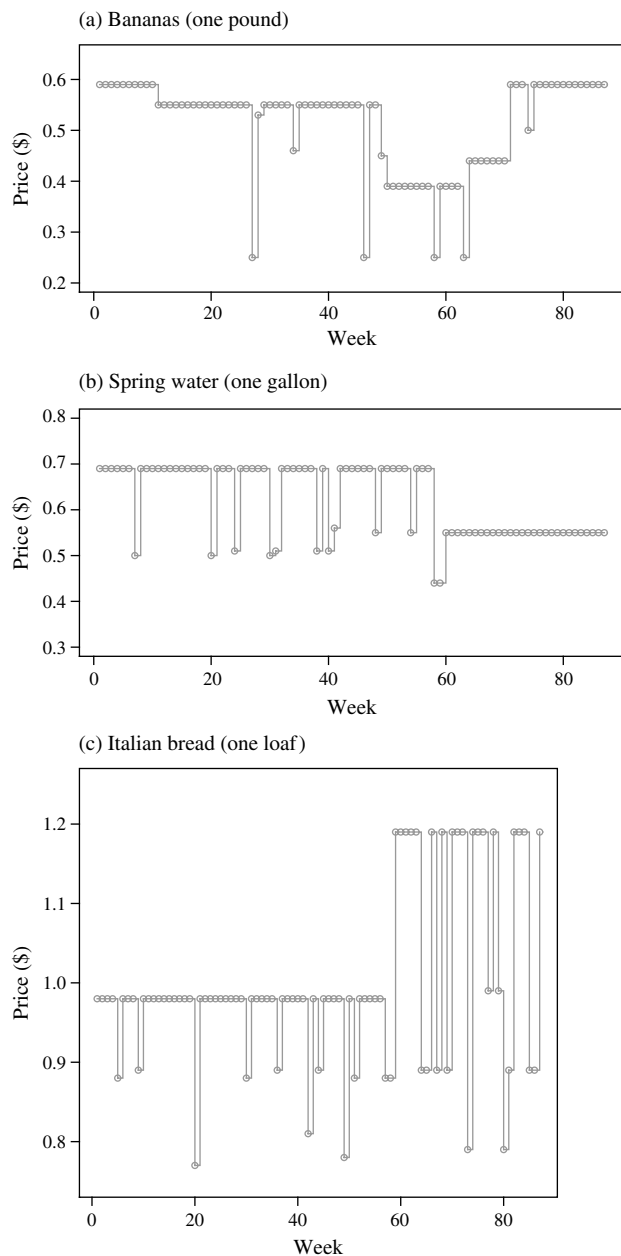 (a) Bananas (one pound)
0.6
0.5
0.4
0.3
0.2
Price ($)
0 20 40 60 80
Week
(b) Spring water (one gallon)
0.8
0.7
0.6
0.5
0.4
0.3
Price ($)
0 20 40 60 80
Week
(c) Italian bread (one loaf)
1.2
1.0
0.9
0.8
Price ($)
0 20 40 60 80
Week